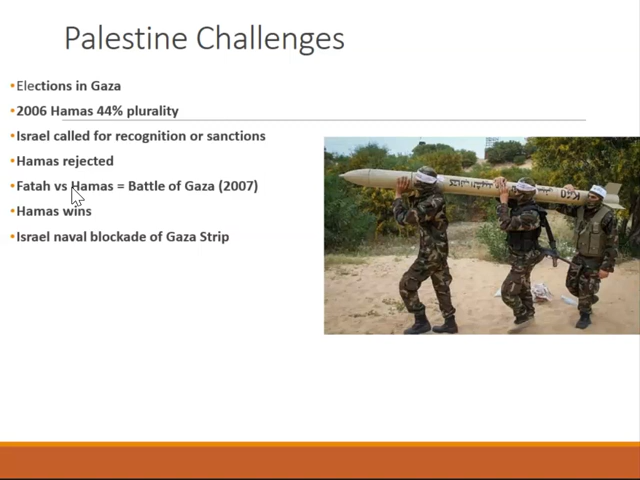 Palestine Challenges
•Elections in Gaza
•2006 Hamas 44% plurality
•Israel called for recognition or sanctions
•Hamas rejected
•Fatah vs Hamas = Battle of Gaza (2007)
•Hamas wins
•Israel naval blockade of Gaza Strip